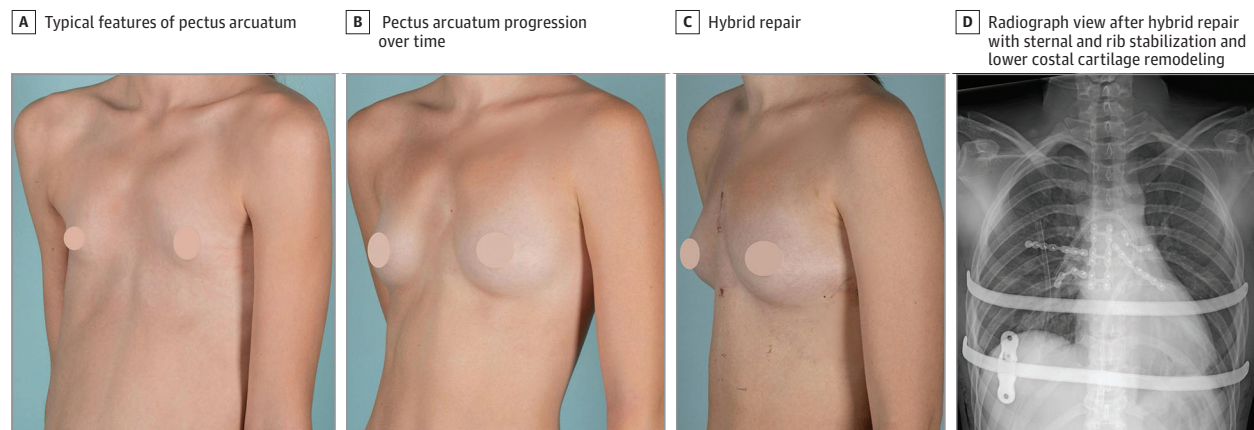 A Typical features of pectus arcuatum
B Pectus arcuatum progression
over time
C Hybrid repair
D Radiograph view after hybrid repair
with sternal and rib stabilization and
lower costal cartilage remodeling